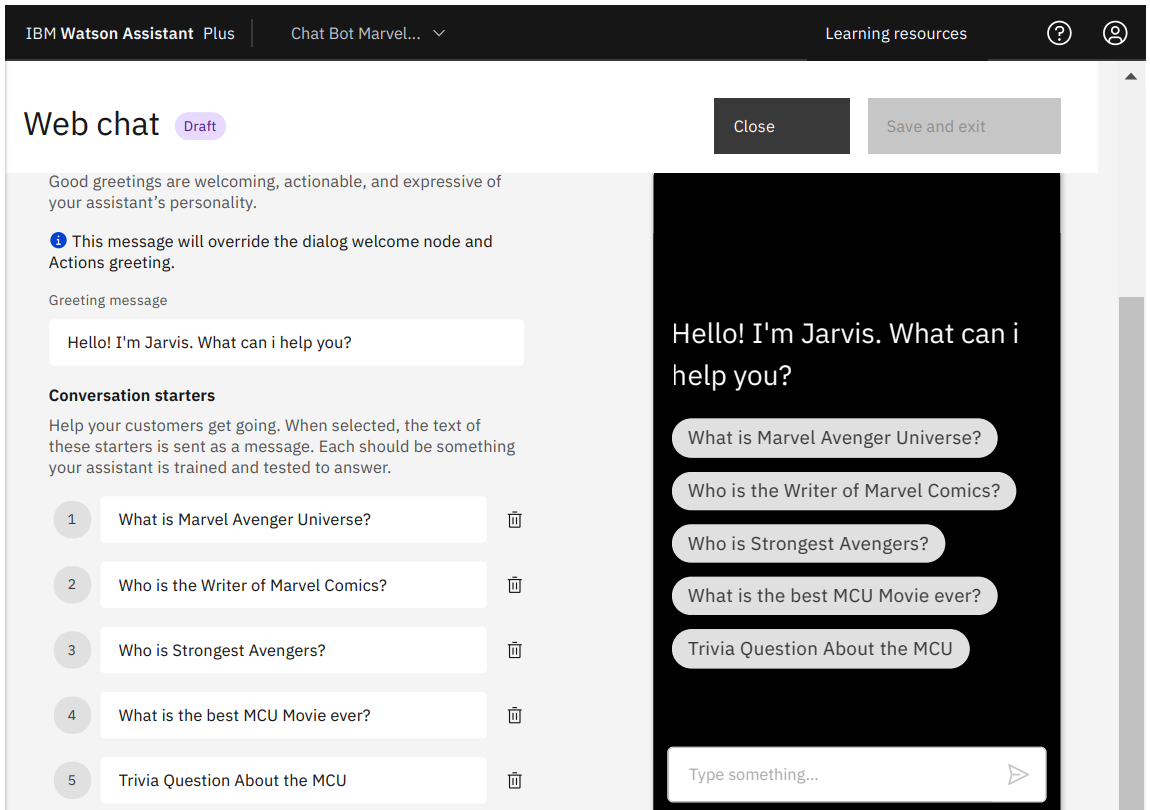 IBM Watson Assistant Plus
Chat Bot Marvel...
Learning resources
Web chat
Draft
Close
Save and exit
Good greetings are welcoming, actionable, and expressive of
your assistant’s personality.
This message will override the dialog welcome node and
Actions greeting.
Greeting message
Hello! I'm Jarvis. What can i help you?
Conversation starters
Help your customers get going. When selected, the text of
these starters is sent as a message. Each should be something
your assistant is trained and tested to answer.
1 What is Marvel Avenger Universe?
2 Who is the Writer of Marvel Comics?
3 Who is Strongest Avengers?
4 What is the best MCU Movie ever?
5 Trivia Question About the MCU
Hello! I'm Jarvis. What can i
help you?
What is Marvel Avenger Universe?
Who is the Writer of Marvel Comics?
Who is Strongest Avengers?
What is the best MCU Movie ever?
Trivia Question About the MCU
Type something...